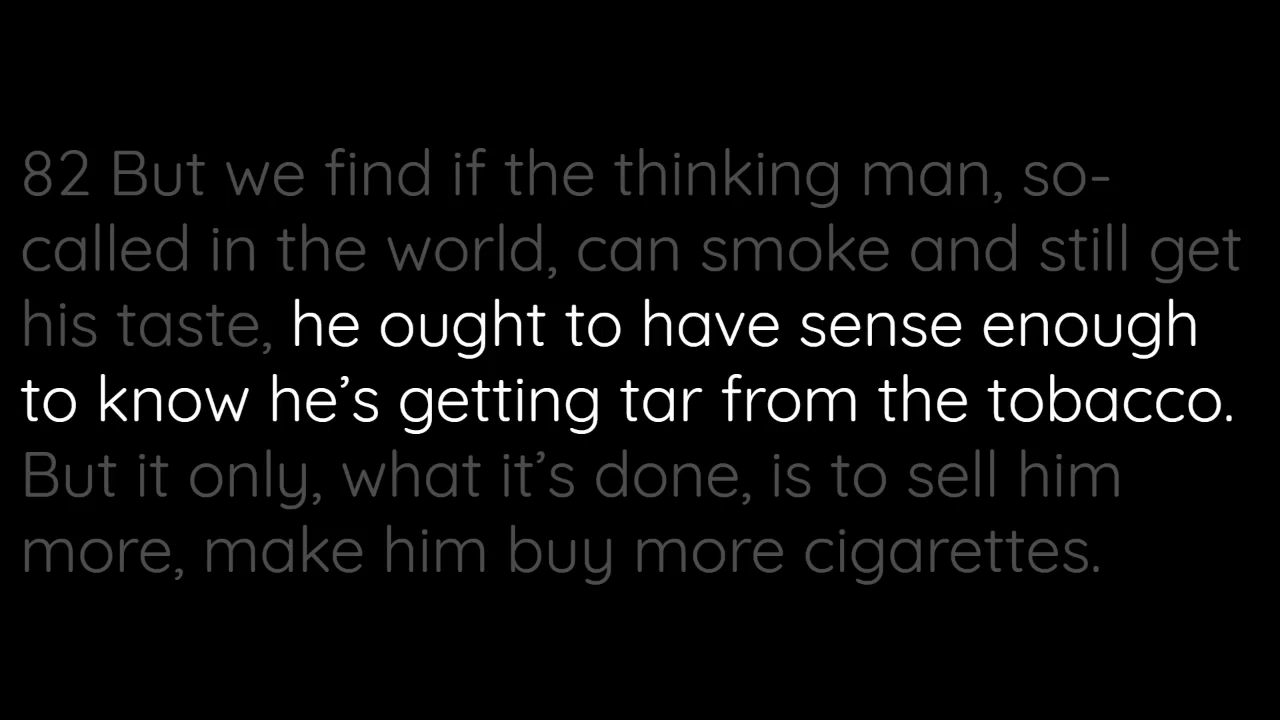 82 But we find if the thinking man, so-
called in the world, can smoke and still get
his taste, he ought to have sense enough
to know he’s getting tar from the tobacco.
But it only, what it’s done, is to sell him
more, make him buy more cigarettes.